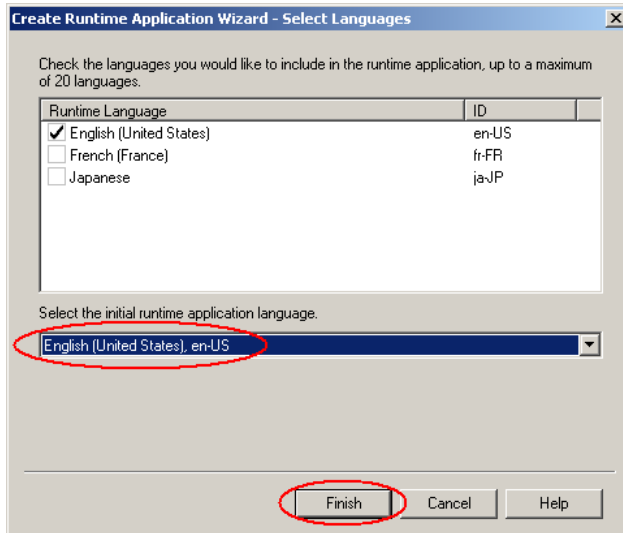 Create Runtime Application Wizard - Select Languages
Check the languages you would like to include in the runtime application, up to a maximum
of 20 languages.
Runtime Language ID
English (United States) en-US
French (France) fr-FR
Japanese ja-JP
Select the initial runtime application language.
English (United States), en-US
Finish Cancel Help